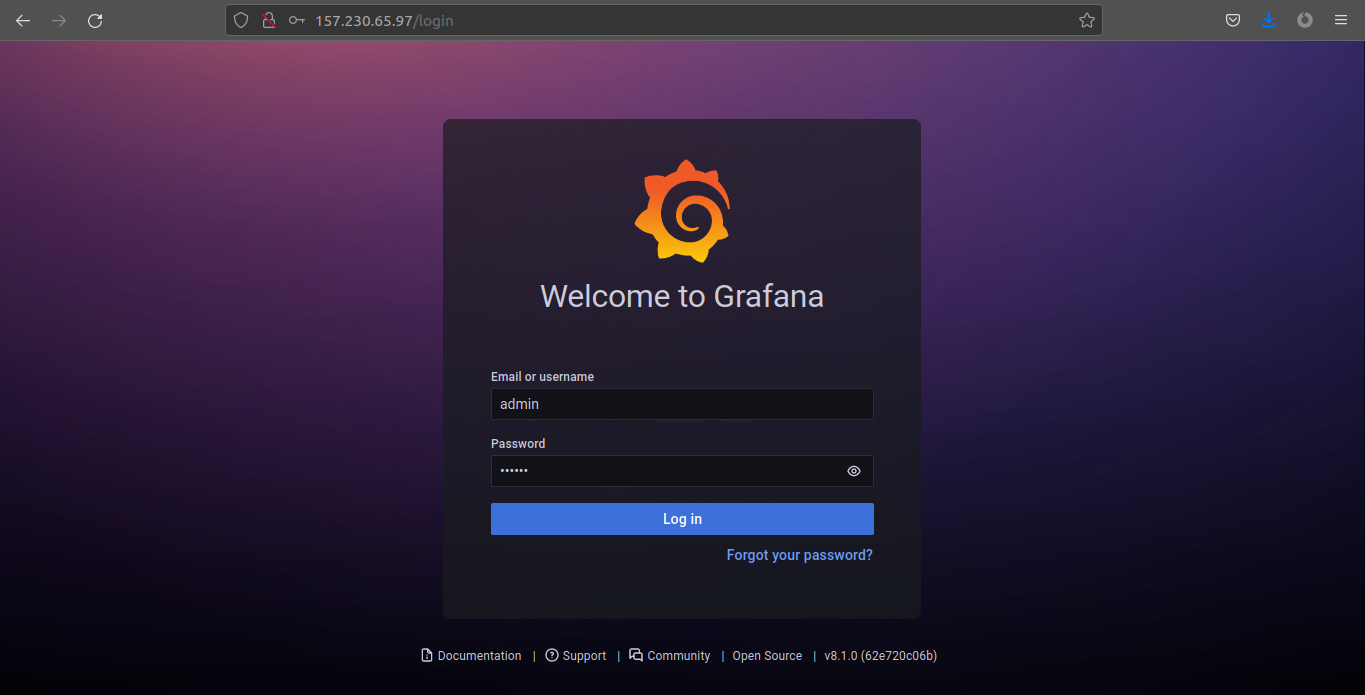 157.230.65.97/login
Welcome to Grafana
Email or username
admin
Password
••••••
Log in
Forgot your password?
Documentation | Support | Community | Open Source | v8.1.0 (62e720c06b)